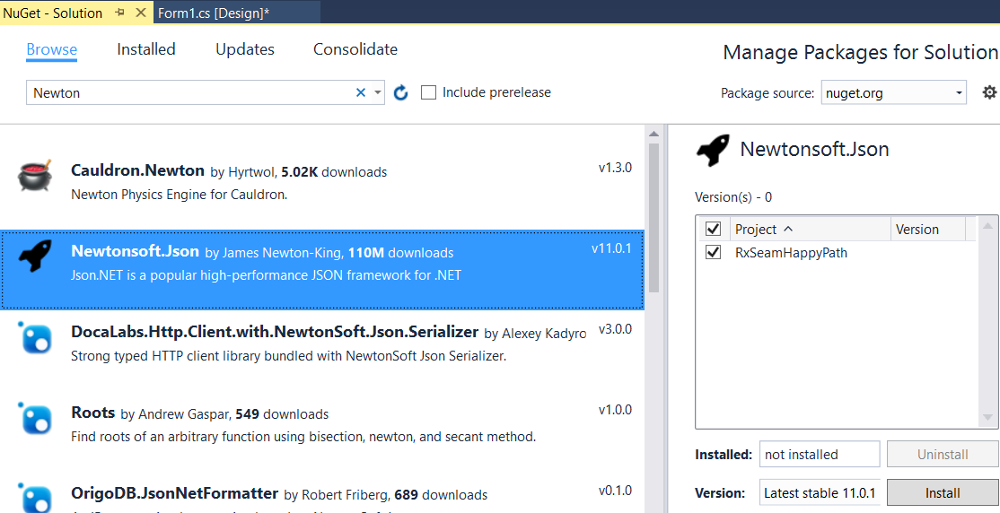 NuGet - Solution
Form1.cs [Design]*
Browse Installed Updates Consolidate
Manage Packages for Solution
Newton
Include prerelease
Package source: nuget.org
Cauldron.Newton by Hyrtwol, 5.02K downloads v1.3.0
Newton Physics Engine for Cauldron.
Newtonsoft.Json by James Newton-King, 110M downloads v11.0.1
Json.NET is a popular high-performance JSON framework for .NET
DocaLabs.Http.Client.with.NewtonSoft.Json.Serializer by Alexey Kadyro v3.0.0
Strong typed HTTP client library bundled with NewtonSoft Json Serializer.
Roots by Andrew Gaspar, 549 downloads v1.0.0
Find roots of an arbitrary function using bisection, newton, and secant method.
OrigoDB.JsonNetFormatter by Robert Friberg, 689 downloads v0.1.0
Newtonsoft.Json
Version(s) - 0
Project Version
RxSeamHappyPath
Installed: not installed Uninstall
Version: Latest stable 11.0.1 Install